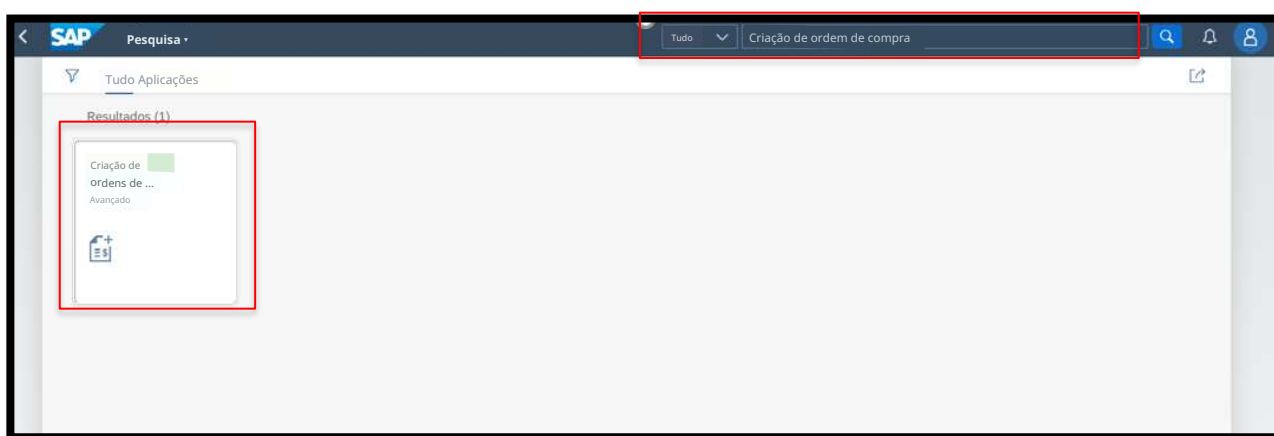 SAP Pesquisa Tudo Criação de ordem de compra
Tudo Aplicações
Resultados (1)
Criação de
ordens de ...
Avançado